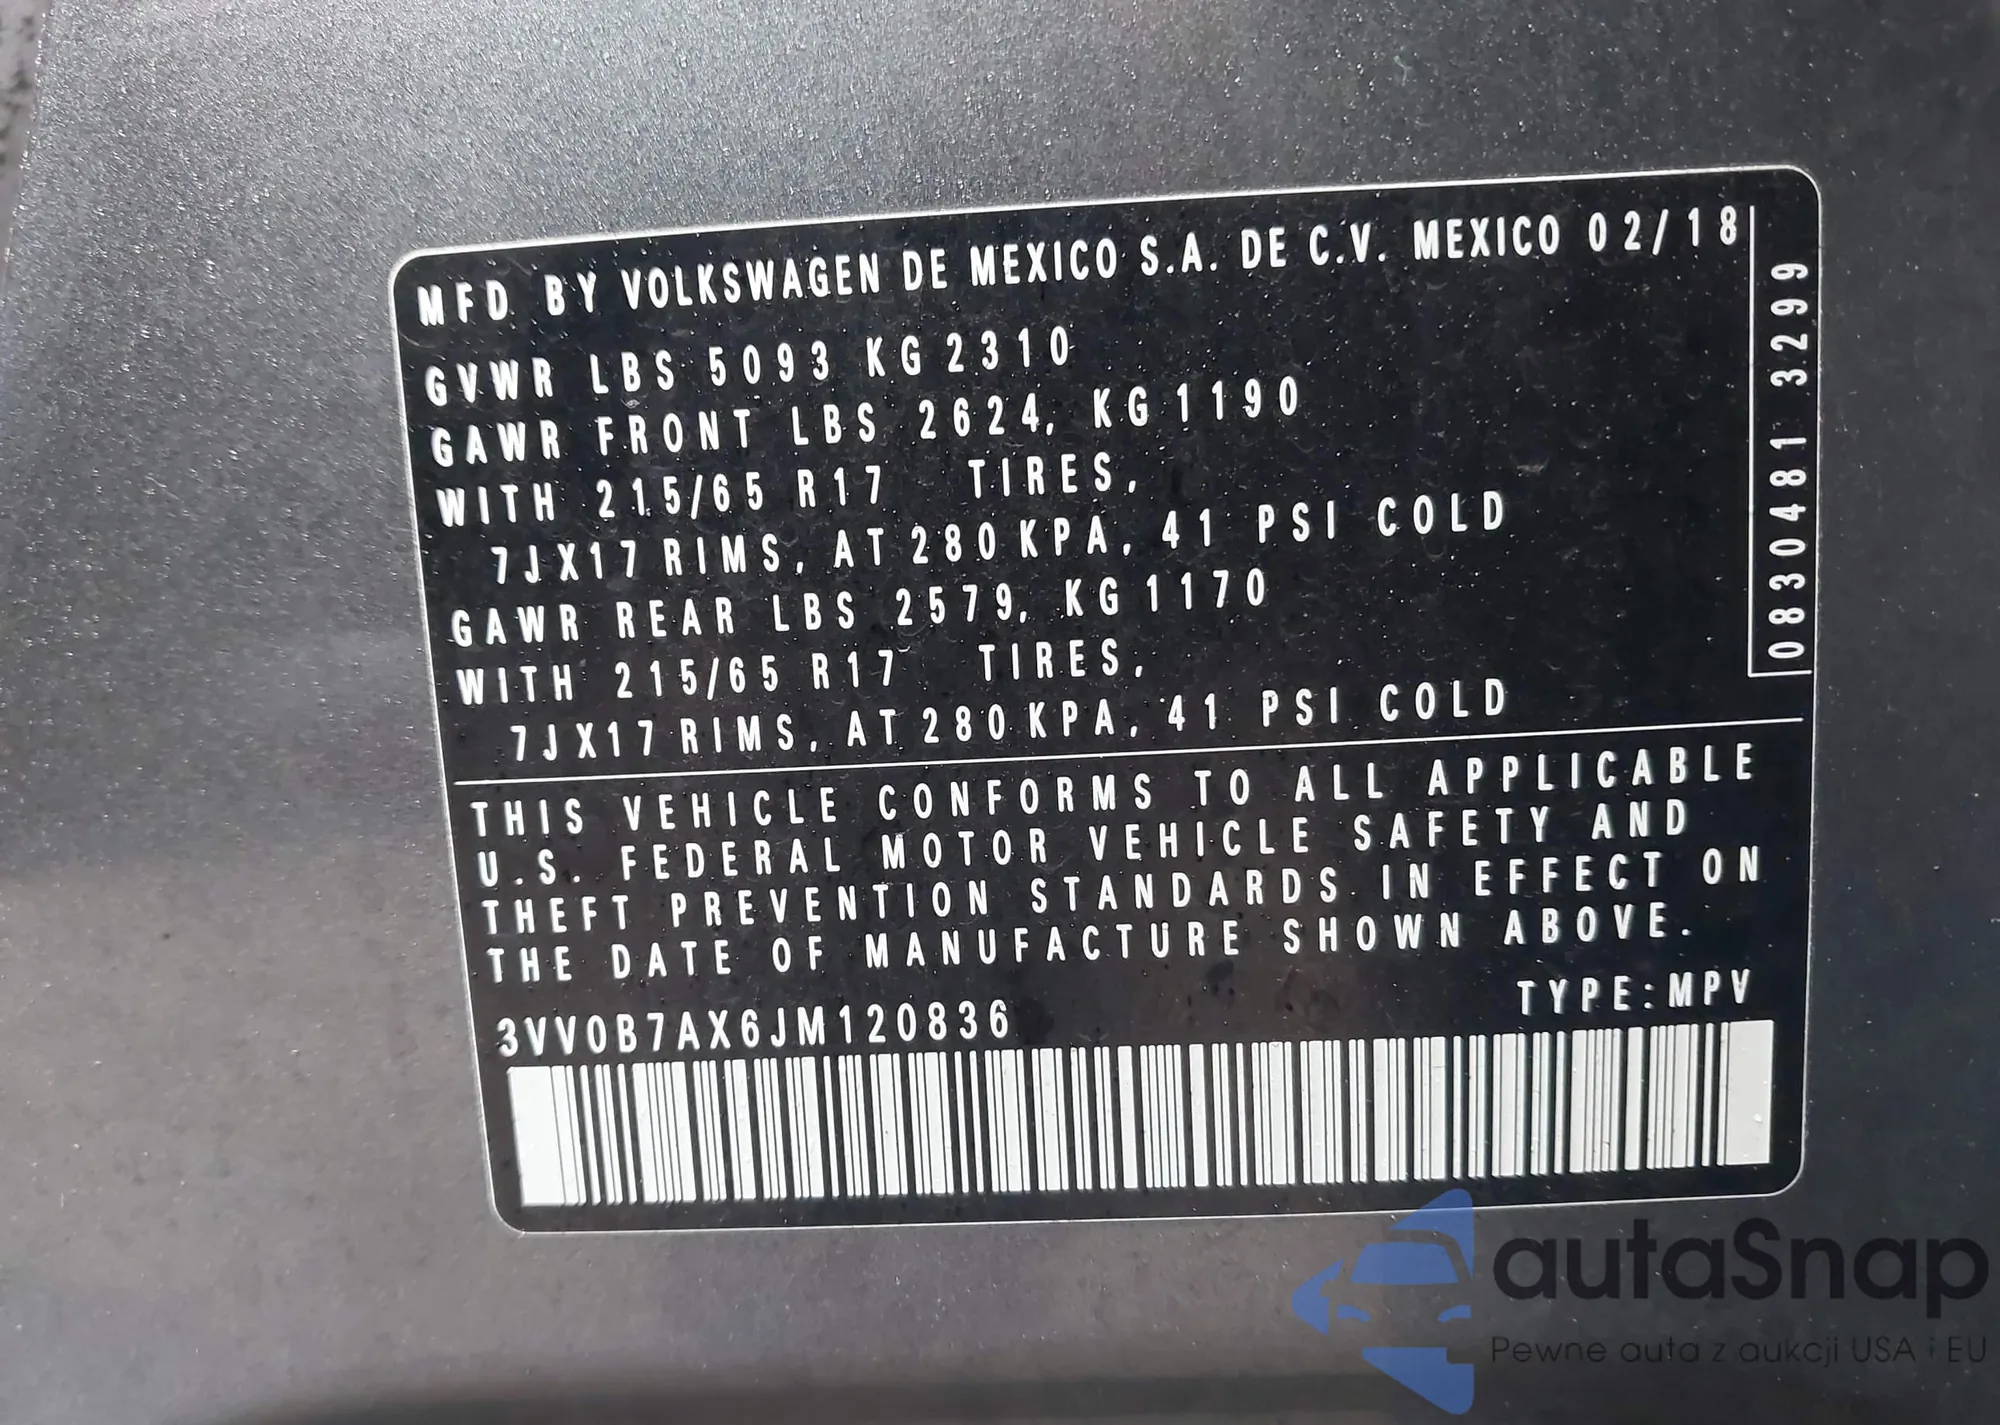 MFD. BY VOLKSWAGEN DE MEXICO S.A. DE C.V. MEXICO 02/18
GVWR LBS 5093 KG 2310
GAWR FRONT LBS 2624, KG 1190
WITH 215/65 R17 TIRES,
7JX17 RIMS, AT 280 KPA, 41 PSI COLD
GAWR REAR LBS 2579, KG 1170
WITH 215/65 R17 TIRES,
7JX17 RIMS, AT 280 KPA, 41 PSI COLD
0830481 3299
THIS VEHICLE CONFORMS TO ALL APPLICABLE
U.S. FEDERAL MOTOR VEHICLE SAFETY AND
THEFT PREVENTION STANDARDS IN EFFECT ON
THE DATE OF MANUFACTURE SHOWN ABOVE.
TYPE:MPV
3VV0B7AX6JM120836
autaSnap
Pewne auta z aukcji USA i EU